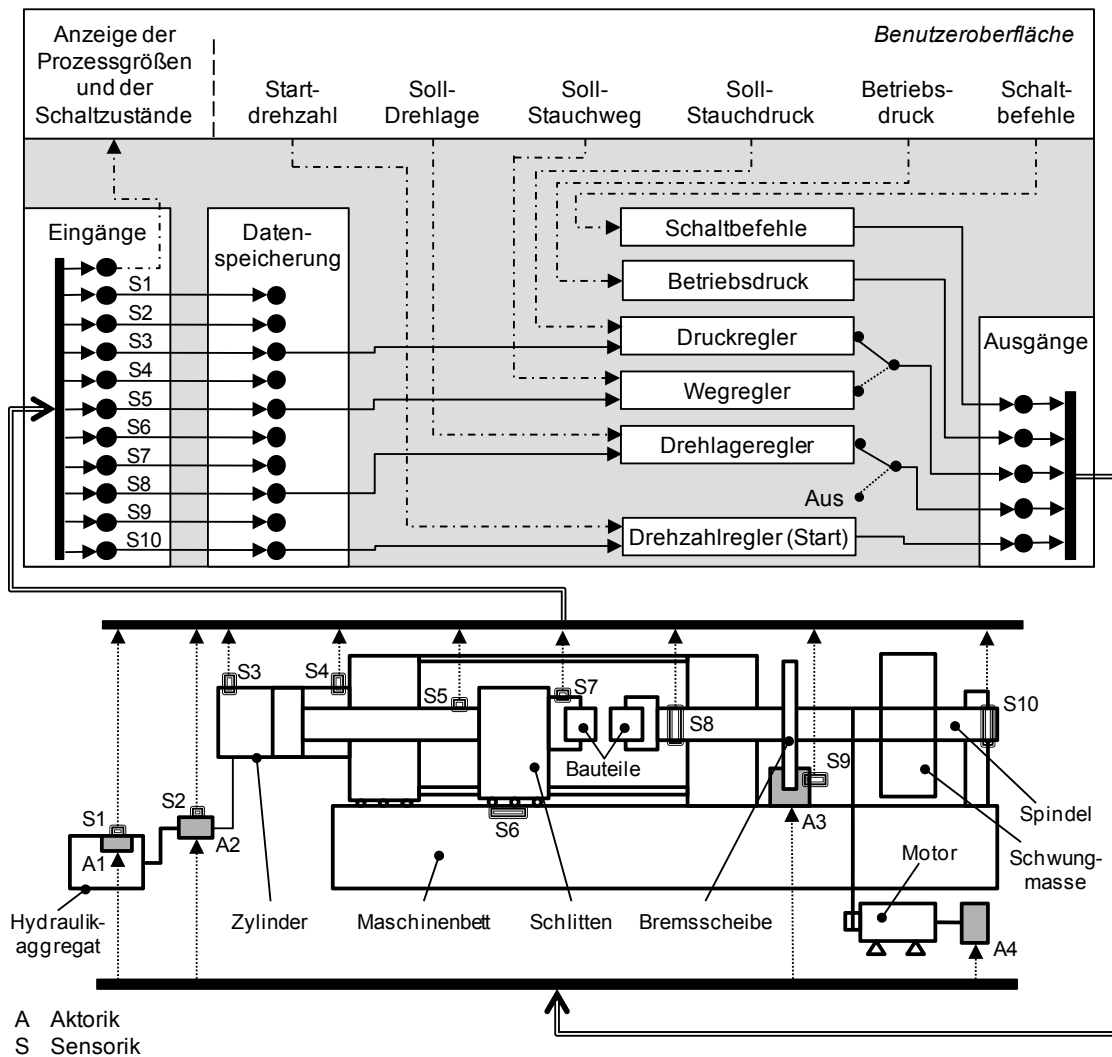 Anzeige der
Prozessgrößen
und der
Schaltzustände
Benutzeroberfläche
Start-
drehzahl
Soll-
Drehlage
Soll-
Stauchweg
Soll-
Stauchdruck
Betriebs-
druck
Schalt-
befehle
Eingänge
Daten-
speicherung
S1
S2
S3
S4
S5
S6
S7
S8
S9
S10
Schaltbefehle
Betriebsdruck
Druckregler
Wegregler
Drehlageregler
Aus
Drehzahlregler (Start)
Ausgänge
S3
S4
S5
S7
S8
S9
S10
Bauteile
S1
S2
S6
A1
A2
A3
Spindel
Motor
Schwung-
masse
Hydraulik-
aggregat
Zylinder
Maschinenbett
Schlitten
Bremsscheibe
A4
A Aktorik
S Sensorik